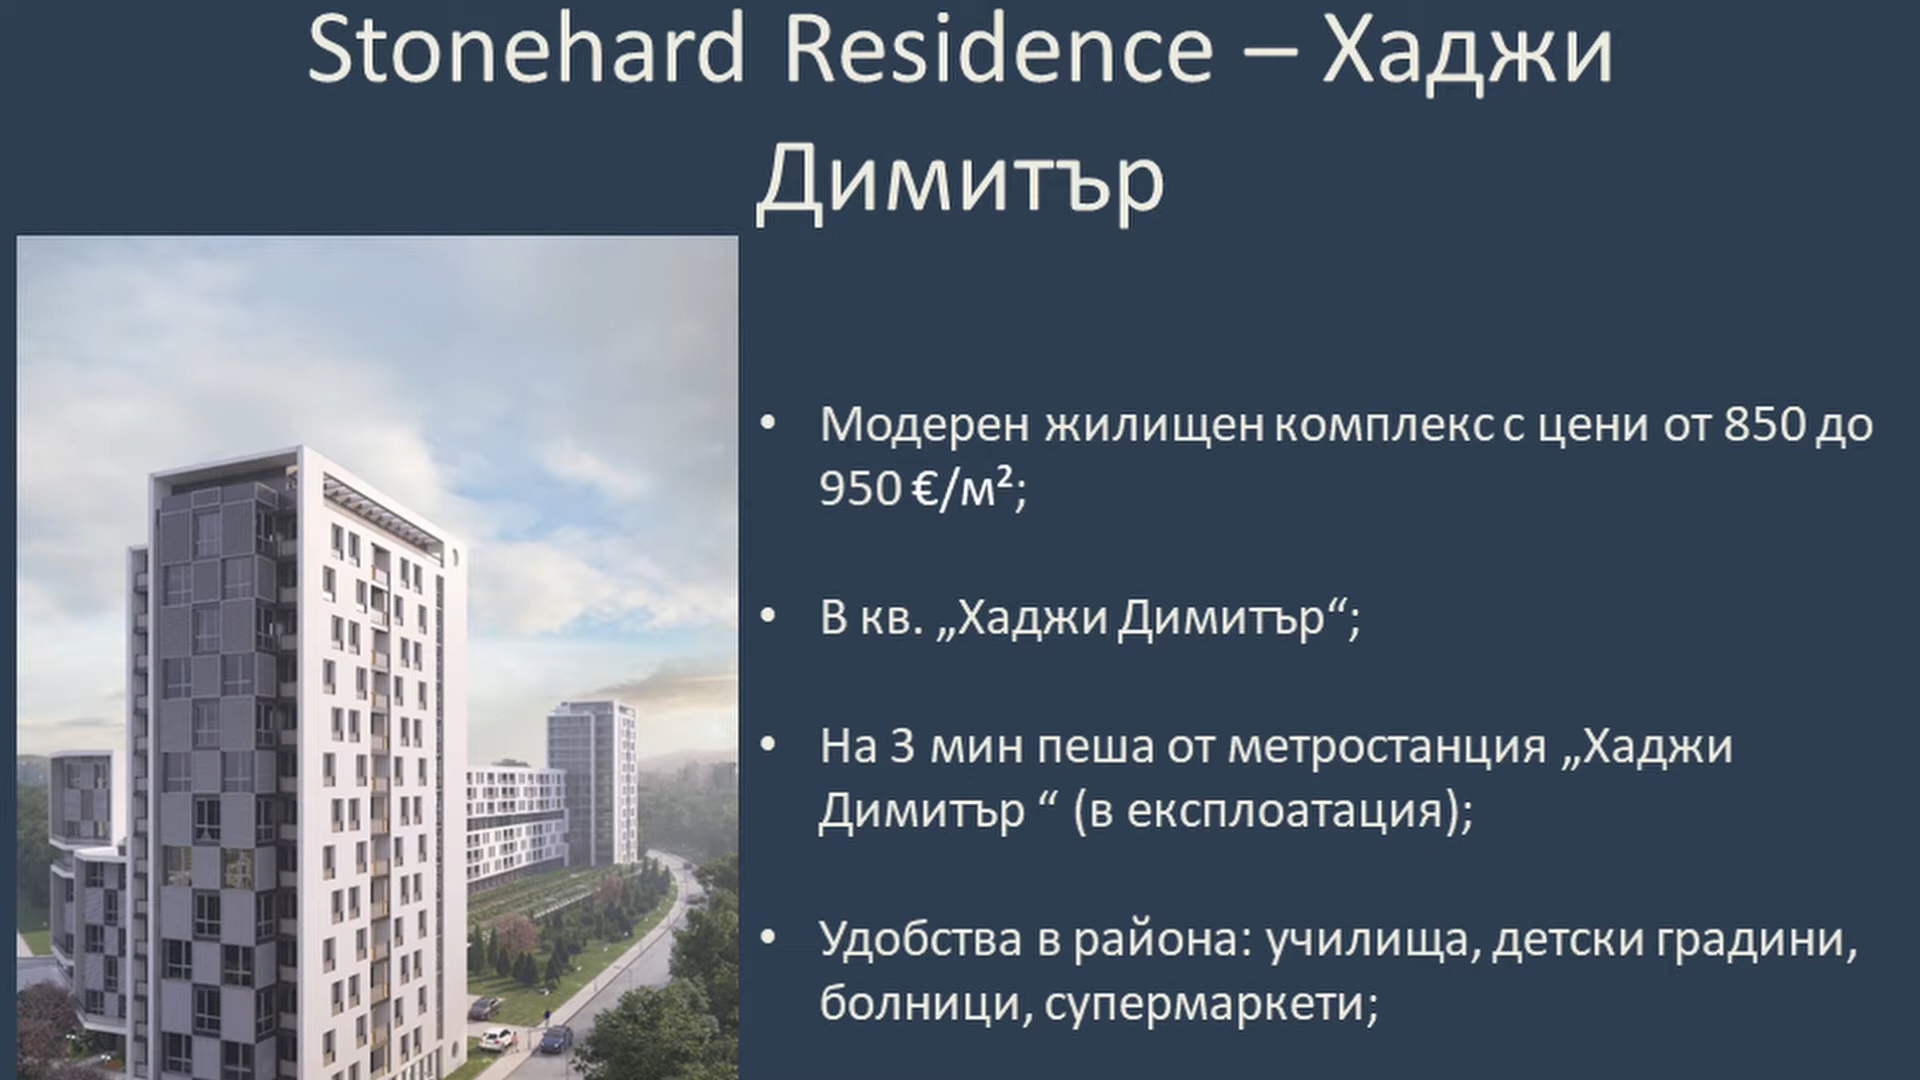 Stonehard Residence – Хаджи
Димитър
• Модерен жилищен комплекс с цени от 850 до
950 €/м²;
• В кв. „Хаджи Димитър“;
• На 3 мин пеша от метростанция „Хаджи
Димитър “ (в експлоатация);
• Удобства в района: училища, детски градини,
болници, супермаркети;